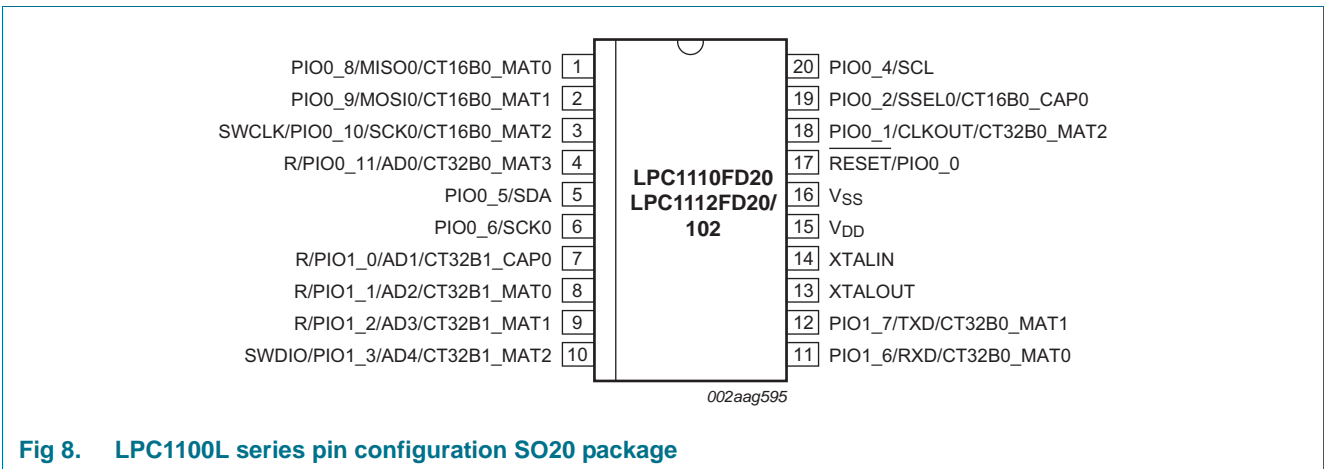 PIO0_8/MISO0/CT16B0_MAT0 1
PIO0_9/MOSI0/CT16B0_MAT1 2
SWCLK/PIO0_10/SCK0/CT16B0_MAT2 3
R/PIO0_11/AD0/CT32B0_MAT3 4
PIO0_5/SDA 5
PIO0_6/SCK0 6
R/PIO1_0/AD1/CT32B1_CAP0 7
R/PIO1_1/AD2/CT32B1_MAT0 8
R/PIO1_2/AD3/CT32B1_MAT1 9
SWDIO/PIO1_3/AD4/CT32B1_MAT2 10
LPC1110FD20
LPC1112FD20/
102
20 PIO0_4/SCL
19 PIO0_2/SSEL0/CT16B0_CAP0
18 PIO0_1/CLKOUT/CT32B0_MAT2
17 RESET/PIO0_0
16 VSS
15 VDD
14 XTALIN
13 XTALOUT
12 PIO1_7/TXD/CT32B0_MAT1
11 PIO1_6/RXD/CT32B0_MAT0
002aag595
Fig 8. LPC1100L series pin configuration SO20 package